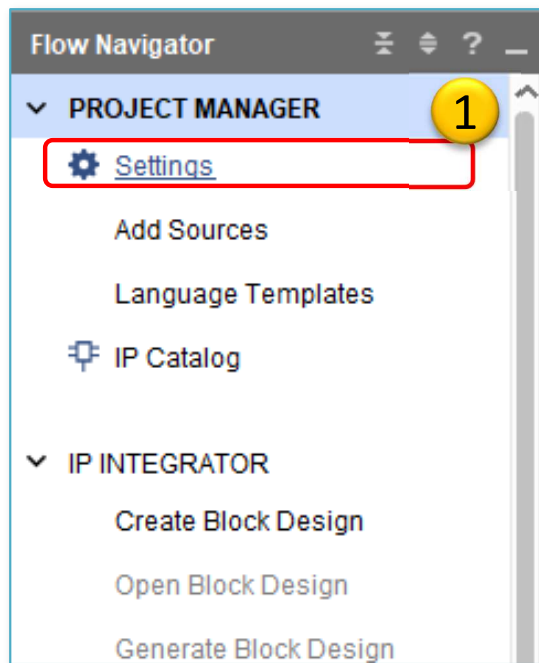 Flow Navigator ?
PROJECT MANAGER 1
Settings
Add Sources
Language Templates
IP Catalog
IP INTEGRATOR
Create Block Design
Open Block Design
Generate Block Design